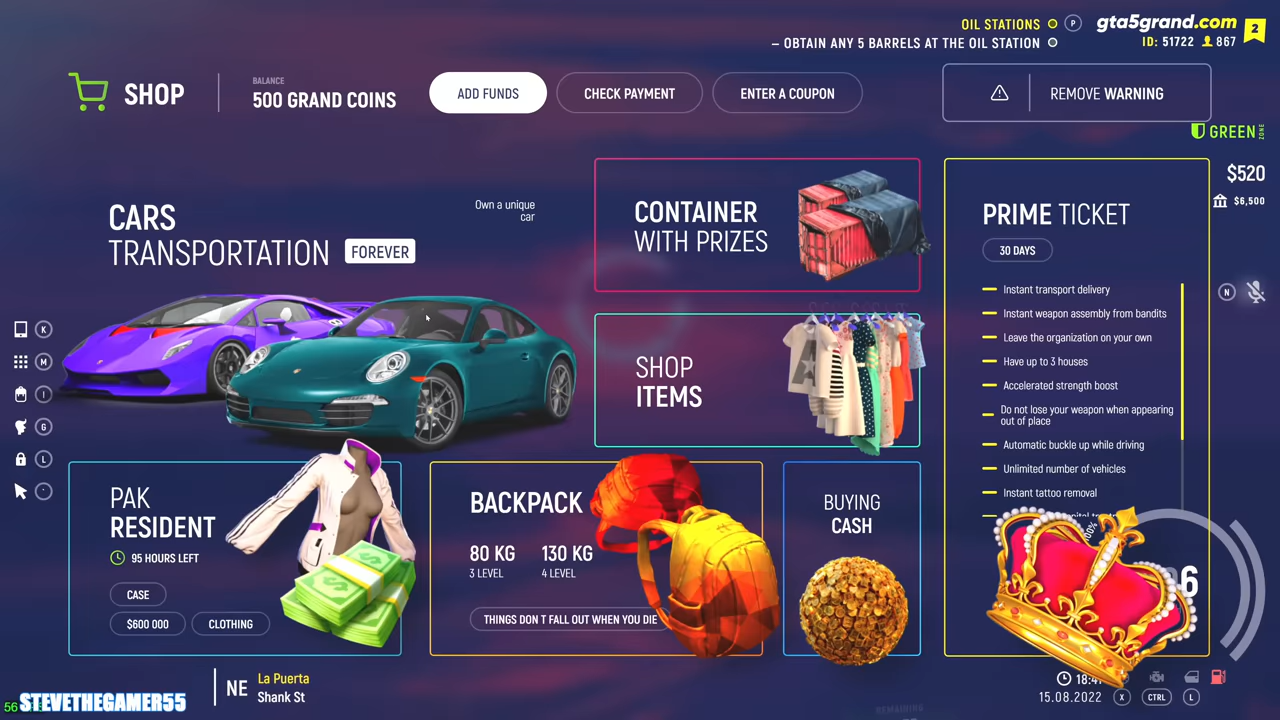 OIL STATIONS
P
gta5grand.com
2
– OBTAIN ANY 5 BARRELS AT THE OIL STATION
ID: 51722
867
SHOP
BALANCE
500 GRAND COINS
ADD FUNDS
CHECK PAYMENT
ENTER A COUPON
REMOVE WARNING
GREEN
ZONE
$520
$6,500
CARS
TRANSPORTATION
FOREVER
Own a unique
car
CONTAINER
WITH PRIZES
SHOP
ITEMS
PRIME TICKET
30 DAYS
Instant transport delivery
Instant weapon assembly from bandits
Leave the organization on your own
Have up to 3 houses
Accelerated strength boost
Do not lose your weapon when appearing
out of place
Automatic buckle up while driving
Unlimited number of vehicles
Instant tattoo removal
N
K
M
I
G
L
PAK
RESIDENT
95 HOURS LEFT
CASE
$600 000
CLOTHING
BACKPACK
80 KG
3 LEVEL
130 KG
4 LEVEL
THINGS DON T FALL OUT WHEN YOU DIE
BUYING
CASH
100%
6
NE
La Puerta
Shank St
18:4
15.08.2022
X
CTRL
L
56
STEVETHEGAMER55